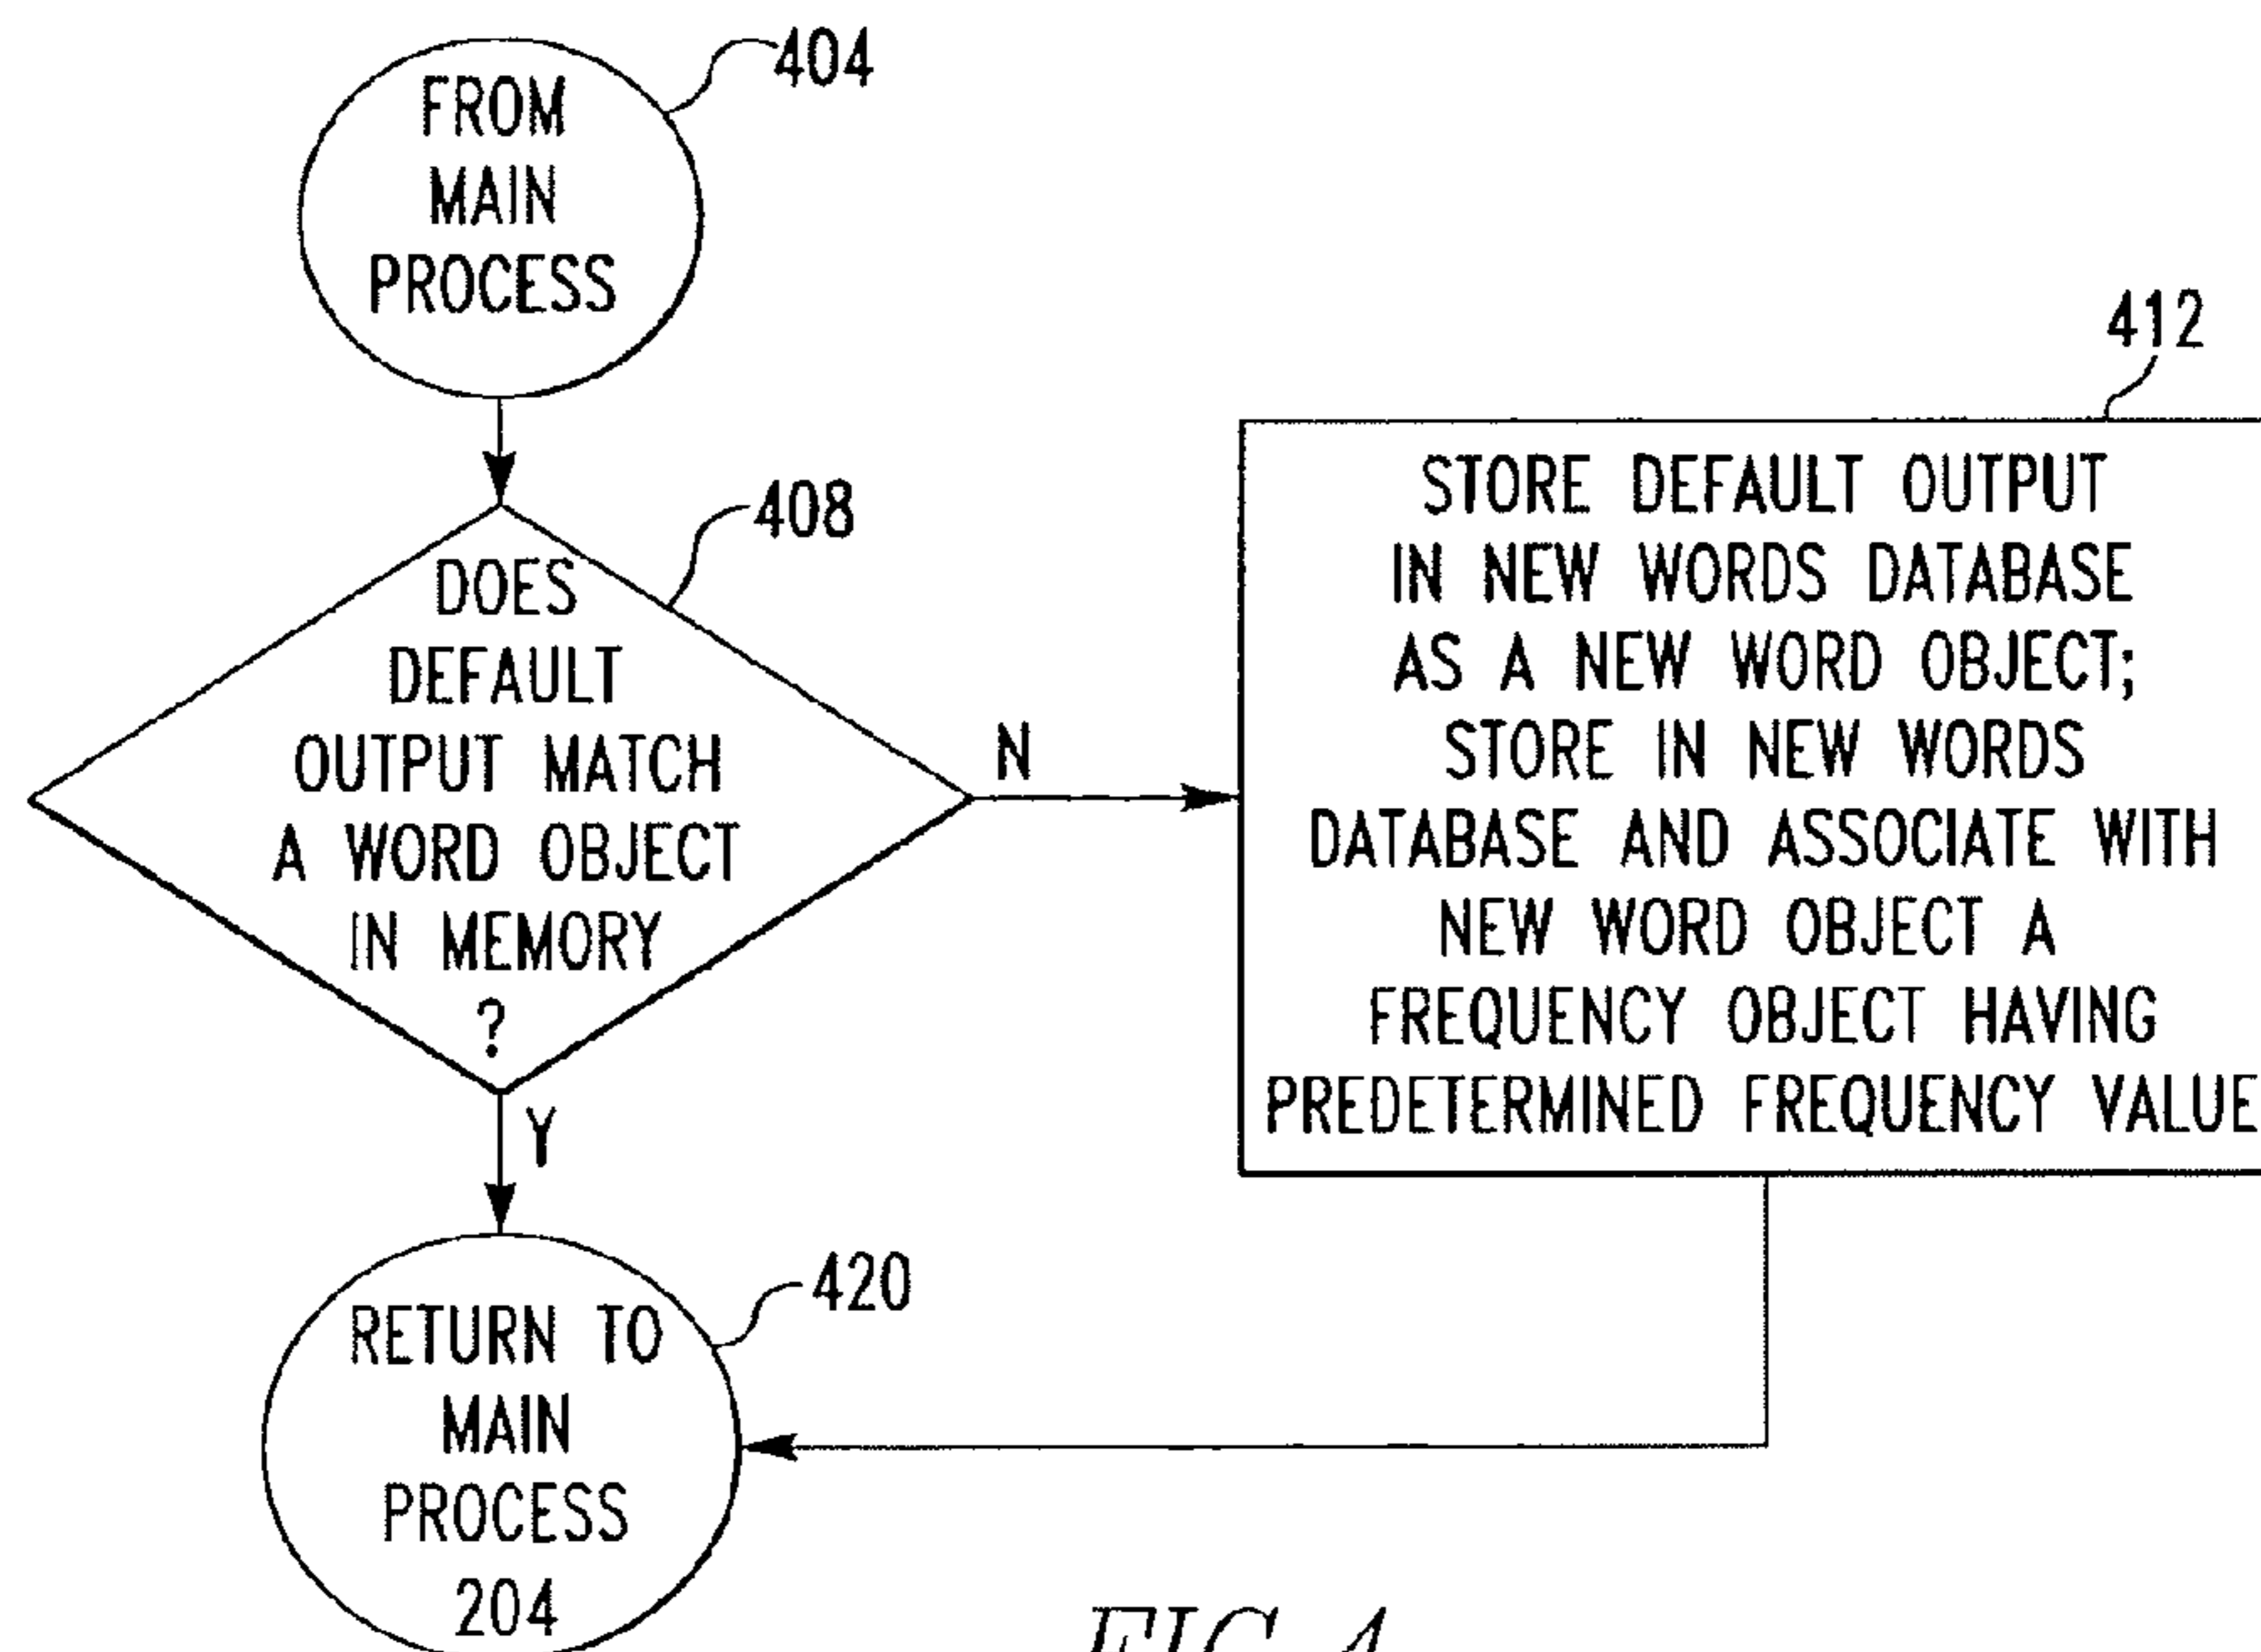 404
FROM
MAIN
PROCESS
408
DOES
DEFAULT
OUTPUT MATCH
A WORD OBJECT
IN MEMORY
?
N
Y
412
STORE DEFAULT OUTPUT
IN NEW WORDS DATABASE
AS A NEW WORD OBJECT;
STORE IN NEW WORDS
DATABASE AND ASSOCIATE WITH
NEW WORD OBJECT A
FREQUENCY OBJECT HAVING
PREDETERMINED FREQUENCY VALUE
420
RETURN TO
MAIN
PROCESS
204
FIG.4